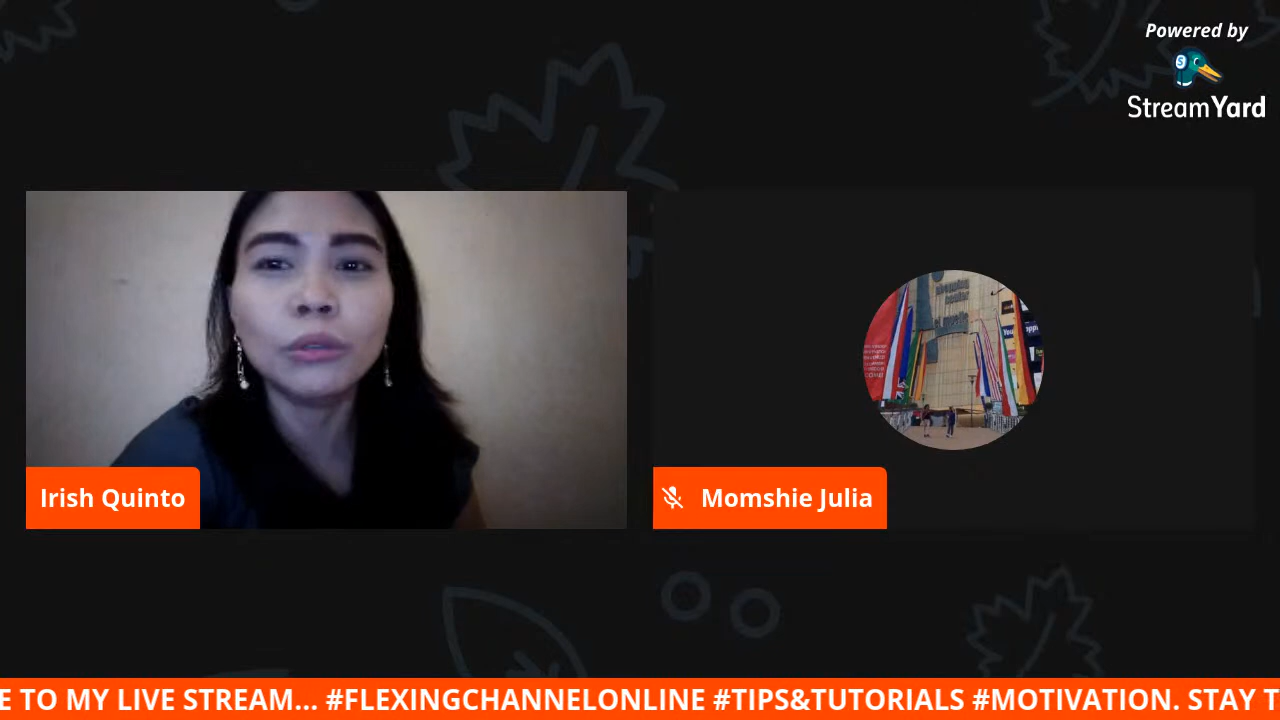 Powered by
StreamYard
Irish Quinto
Momshie Julia
E TO MY LIVE STREAM... #FLEXINGCHANNELONLINE #TIPS&TUTORIALS #MOTIVATION. STAY T